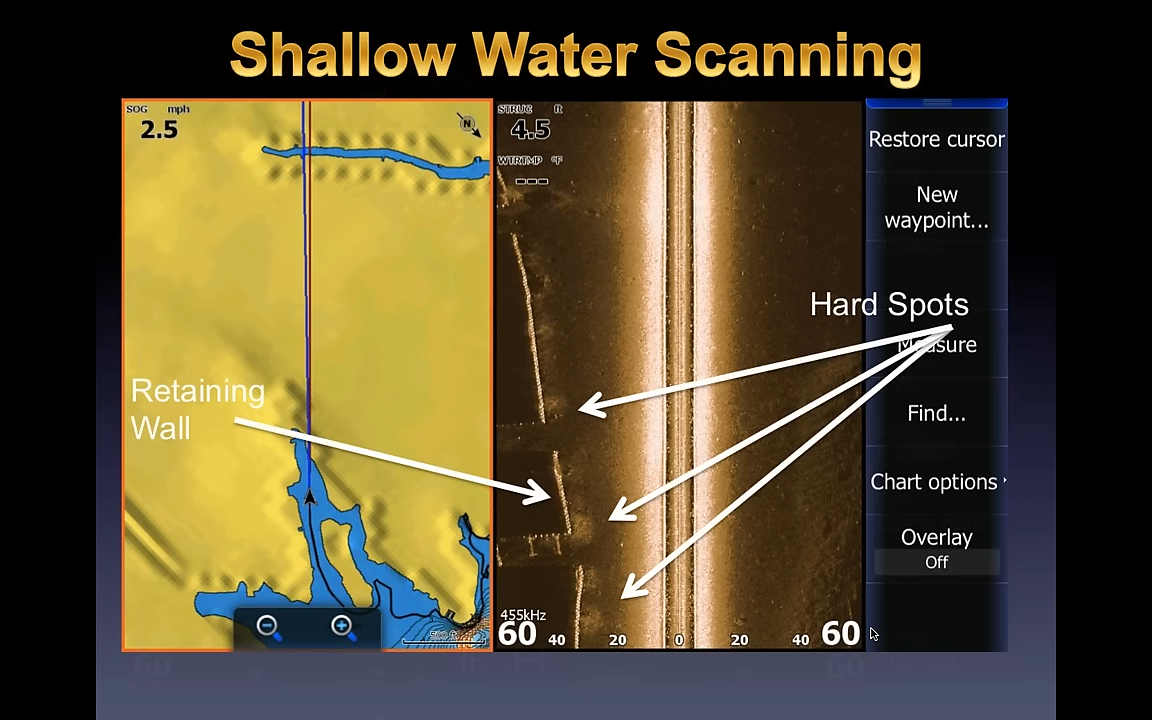 Shallow Water Scanning
SOG mph
2.5
N
STRUC ft
4.5
WTRTMP °F
---
Restore cursor
New
waypoint...
Hard Spots
Measure
Retaining
Wall
Find...
Chart options
Overlay
Off
455kHz
60 40 20 0 20 40 60